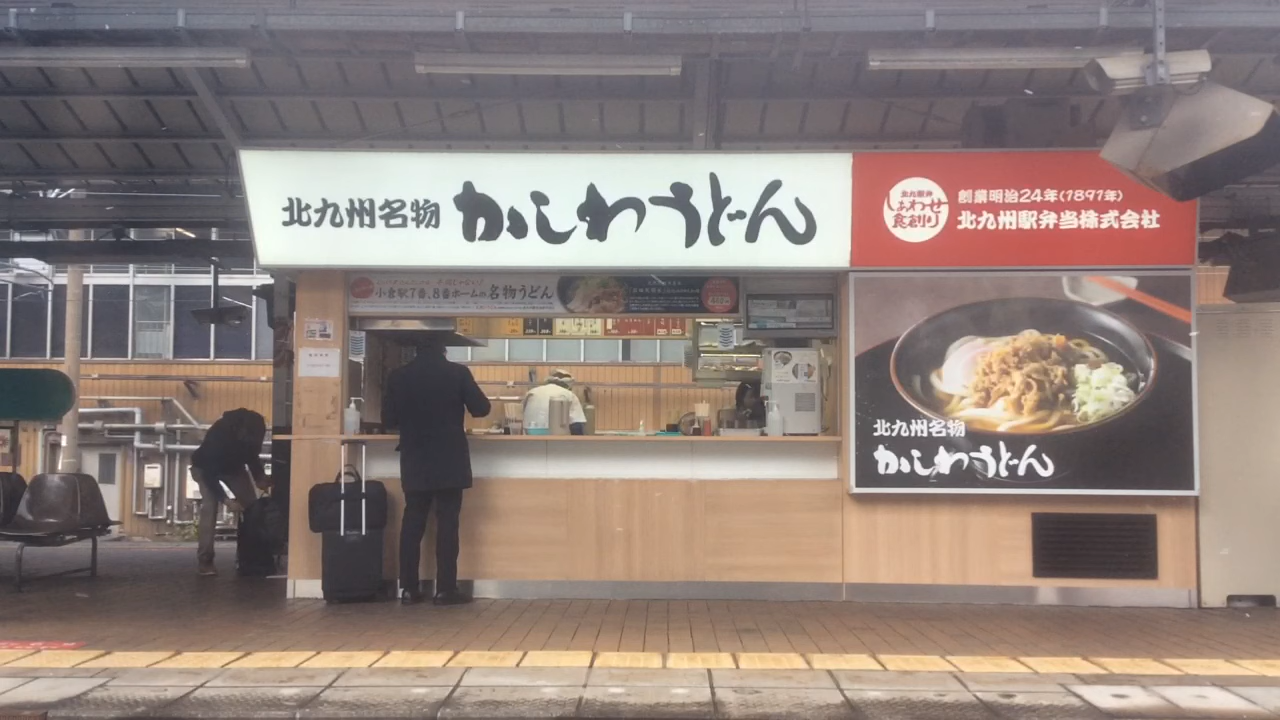 北九州名物 かしわうどん
北九州駅弁
しあわせ
食創り
創業明治24年(1891年)
北九州駅弁当株式会社
小倉駅7番、8番ホームの名物うどん
北九州名物
かしわうどん